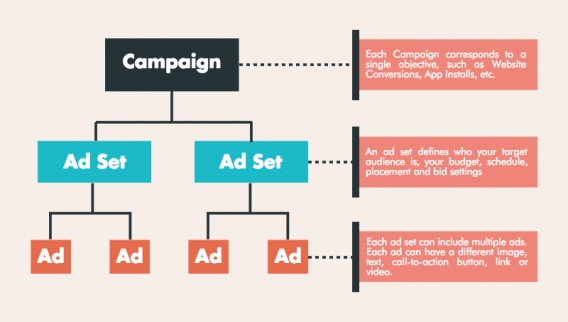 Campaign
Each Campaign corresponds to a
single objective, such as Website
Conversions, App Installs, etc.
Ad Set
Ad Set
An ad set defines who your target
audience is, your budget, schedule,
placement and bid settings
Ad
Ad
Ad
Ad
Each ad set can include multiple ads.
Each ad can have a different image,
text, call-to-action button, link or
video.